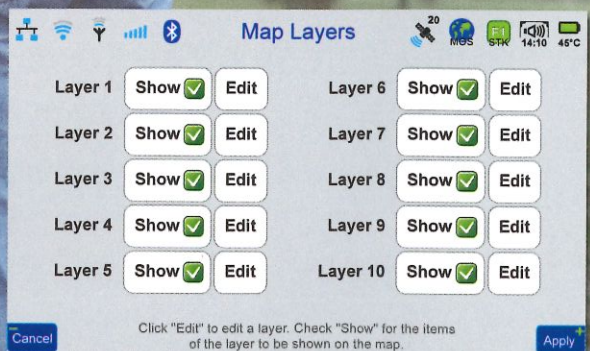 Map Layers
20
MOS
F1
STK
14:10
45°C
Layer 1 Show Edit
Layer 6 Show Edit
Layer 2 Show Edit
Layer 7 Show Edit
Layer 3 Show Edit
Layer 8 Show Edit
Layer 4 Show Edit
Layer 9 Show Edit
Layer 5 Show Edit
Layer 10 Show Edit
Click "Edit" to edit a layer. Check "Show" for the items
of the layer to be shown on the map.
Cancel
Apply